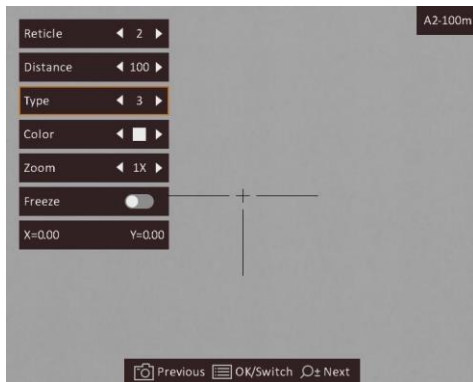 A2-100m
Reticle 2
Distance 100
Type 3
Color
Zoom 1X
Freeze
X=0.00 Y=0.00
Previous OK/Switch Next